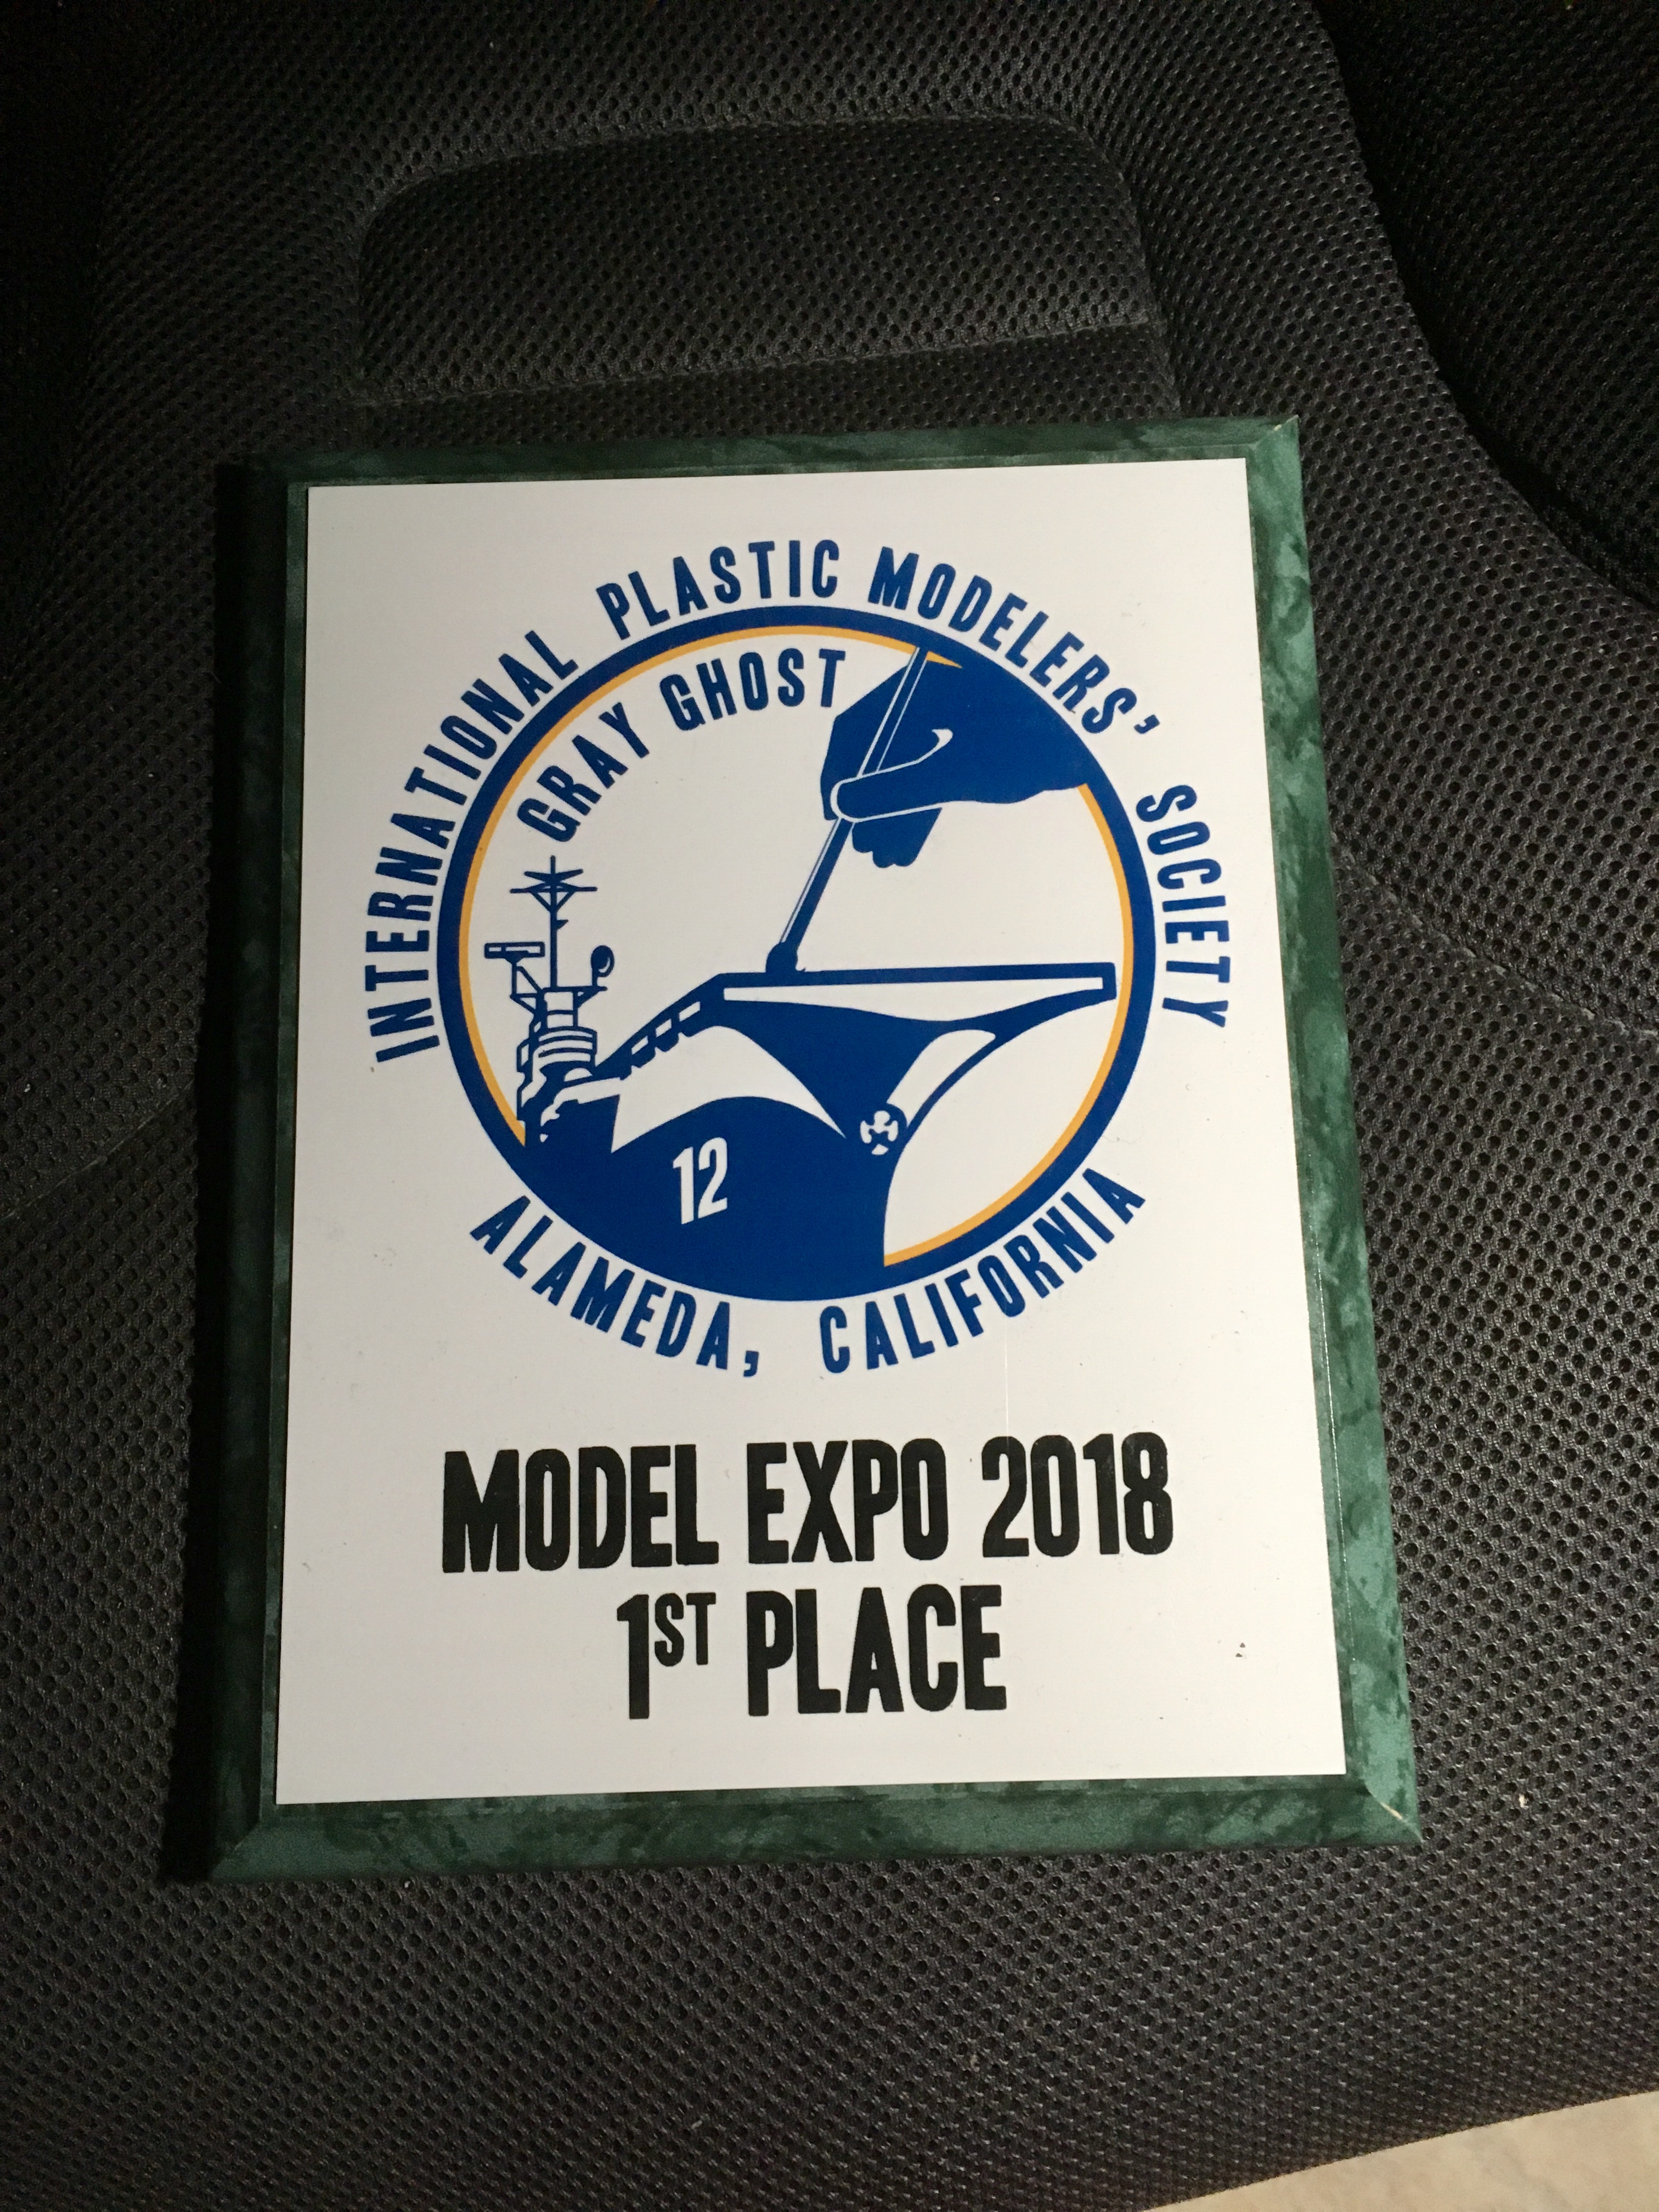 INTERNATIONAL PLASTIC MODELERS' SOCIETY
GRAY GHOST
12
ALAMEDA, CALIFORNIA
MODEL EXPO 2018
1ST PLACE